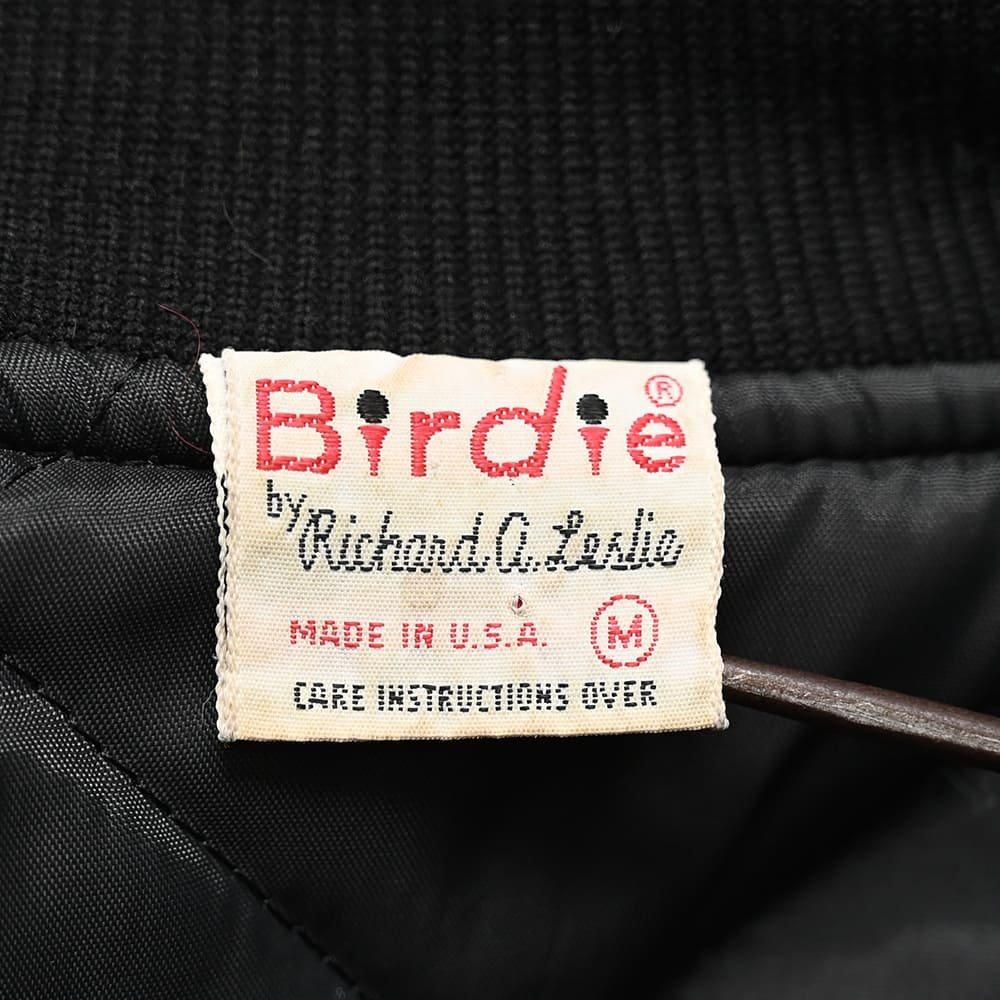 Birdie®
by Richard A. Leslie
MADE IN U.S.A. M
CARE INSTRUCTIONS OVER